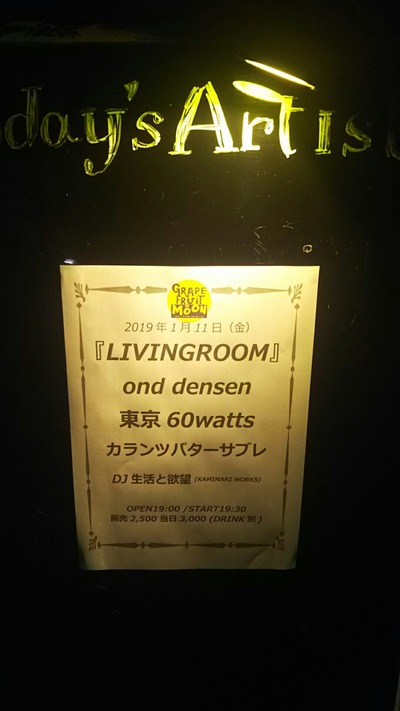 day's Artist
GRAPE
FRUIT
MOON
2019年1月11日（金）
『LIVINGROOM』
ond densen
東京 60watts
カランツバターサブレ
DJ 生活と欲望 (KAMINARI WORKS)
OPEN19:00 /START19:30
前売 2,500 当日 3,000 (DRINK 別)